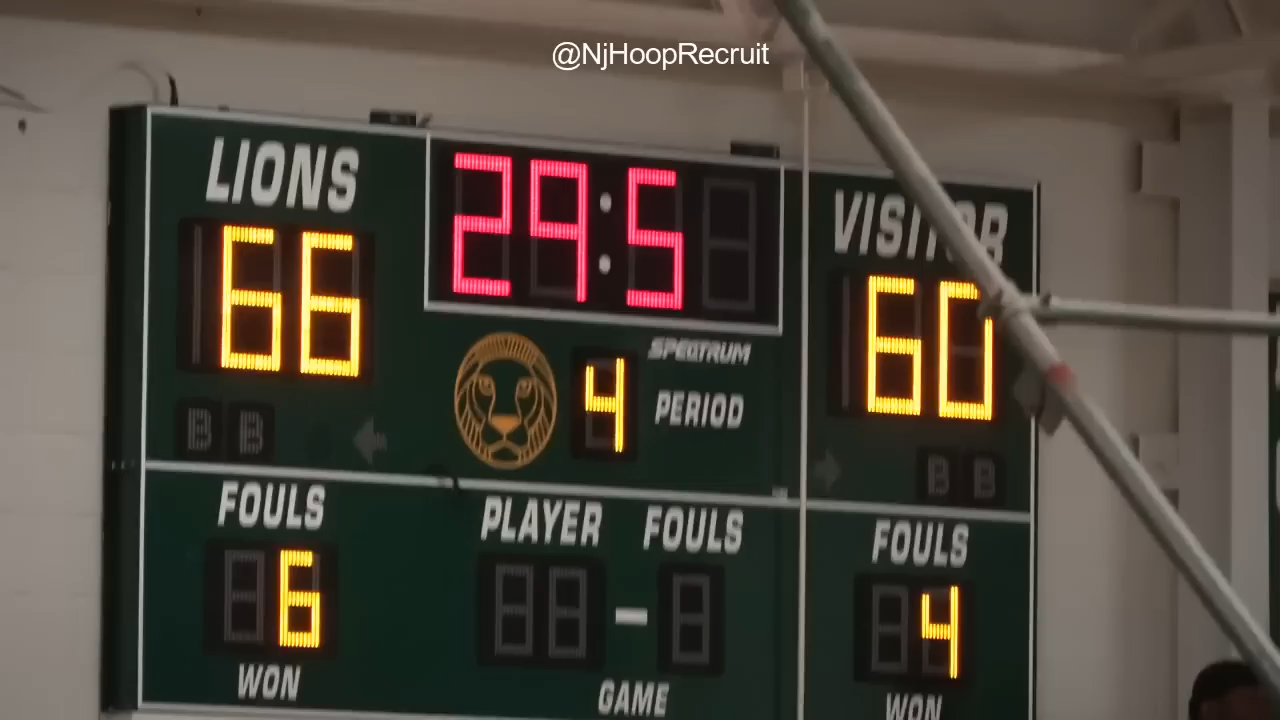 @NjHoopRecruit
LIONS
29:5
VISITOR
66
60
SPECTRUM
4
PERIOD
B B
B B
FOULS
PLAYER FOULS
FOULS
6
-
4
WON
GAME
WON